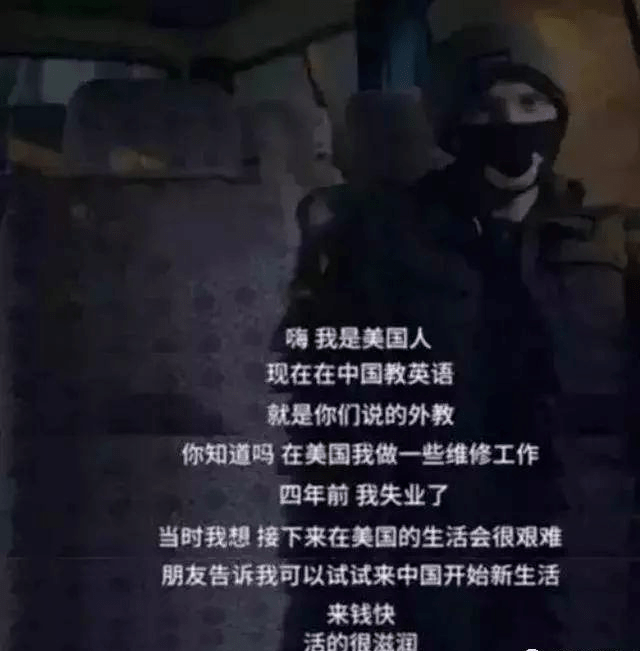 嗨 我是美国人
现在在中国教英语
就是你们说的外教
你知道吗 在美国我做一些维修工作
四年前 我失业了
当时我想 接下来在美国的生活会很艰难
朋友告诉我可以试试来中国开始新生活
来钱快
活的很滋润